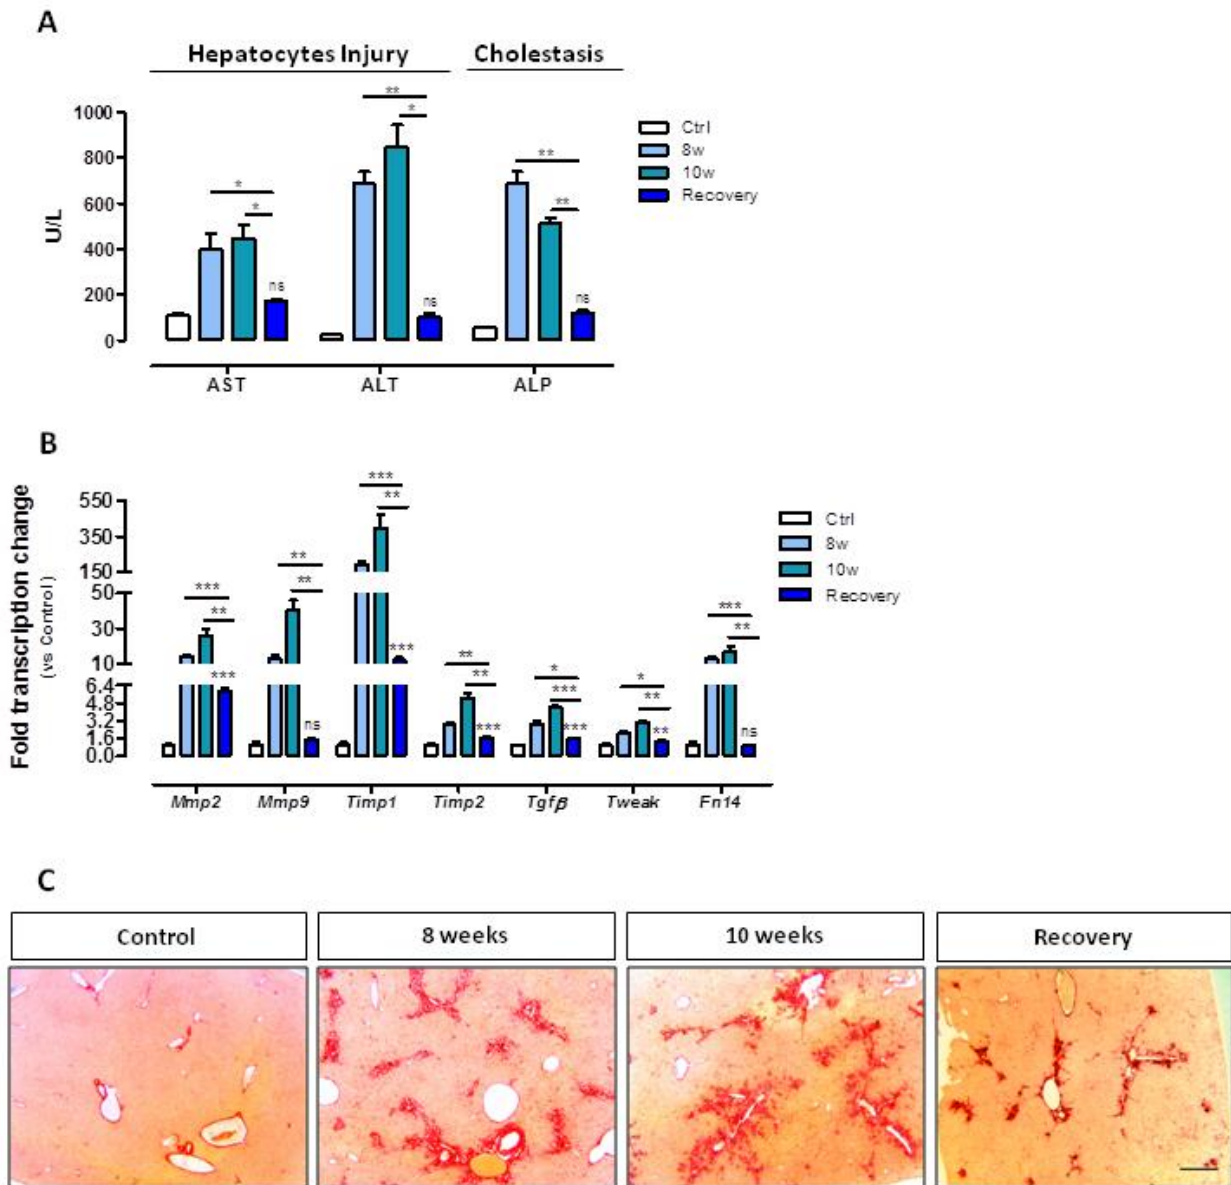 A
Hepatocytes Injury Cholestasis
** *
1000
800
600
400
200
0
U/L
* *
ns
ns
** **
ns
Ctrl
8w
10w
Recovery
AST ALT ALP
B
Fold transcription change
(vs Control)
550
350
150
50
30
10
6.4
4.8
3.2
1.6
0.0
*** ** ***
** ** ns
*** ** ***
** ** ***
* *** ***
* ** **
*** ** ns
Ctrl
8w
10w
Recovery
Mmp2 Mmp9 Timp1 Timp2 Tgfβ Tweak Fn14
C
Control 8 weeks 10 weeks Recovery